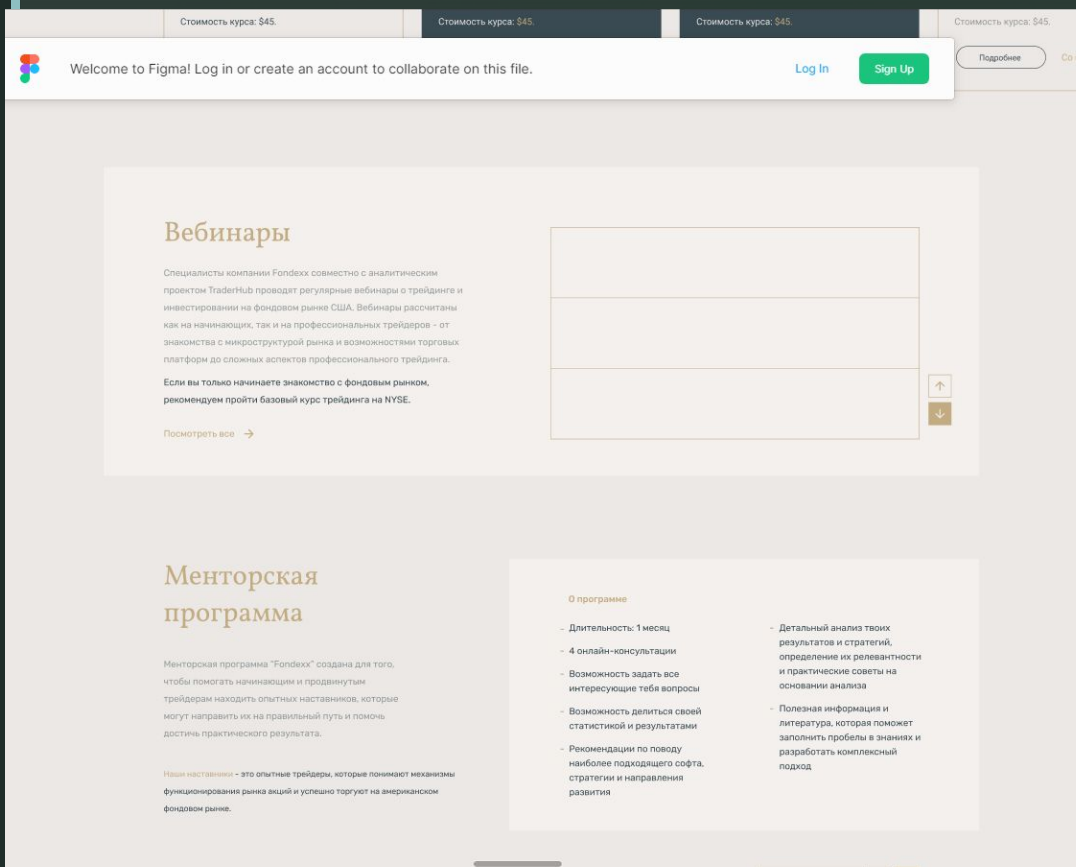 Стоимость курса: $45.
Стоимость курса: $45.
Стоимость курса: $45.
Стоимость курса: $45.
Welcome to Figma! Log in or create an account to collaborate on this file.
Log In
Sign Up
Подробнее
Со
Вебинары
Специалисты компании Fondexx совместно с аналитическим
проектом TraderHub проводят регулярные вебинары о трейдинге и
инвестировании на фондовом рынке США. Вебинары рассчитаны
как на начинающих, так и на профессиональных трейдеров - от
знакомства с микроструктурой рынка и возможностями торговых
платформ до сложных аспектов профессионального трейдинга.
Если вы только начинаете знакомство с фондовым рынком,
рекомендуем пройти базовый курс трейдинга на NYSE.
Посмотреть все →
Менторская
программа
Менторская программа "Fondexx" создана для того,
чтобы помогать начинающим и продвинутым
трейдерам находить опытных наставников, которые
могут направить их на правильный путь и помочь
достичь практического результата.
Наши наставники - это опытные трейдеры, которые понимают механизмы
функционирования рынка акций и успешно торгуют на американском
фондовом рынке.
О программе
- Длительность: 1 месяц
- 4 онлайн-консультации
- Возможность задать все
интересующие тебя вопросы
- Возможность делиться своей
статистикой и результатами
- Рекомендации по поводу
наиболее подходящего софта,
стратегии и направления
развития
- Детальный анализ твоих
результатов и стратегий,
определение их релевантности
и практические советы на
основании анализа
- Полезная информация и
литература, которая поможет
заполнить пробелы в знаниях и
разработать комплексный
подход